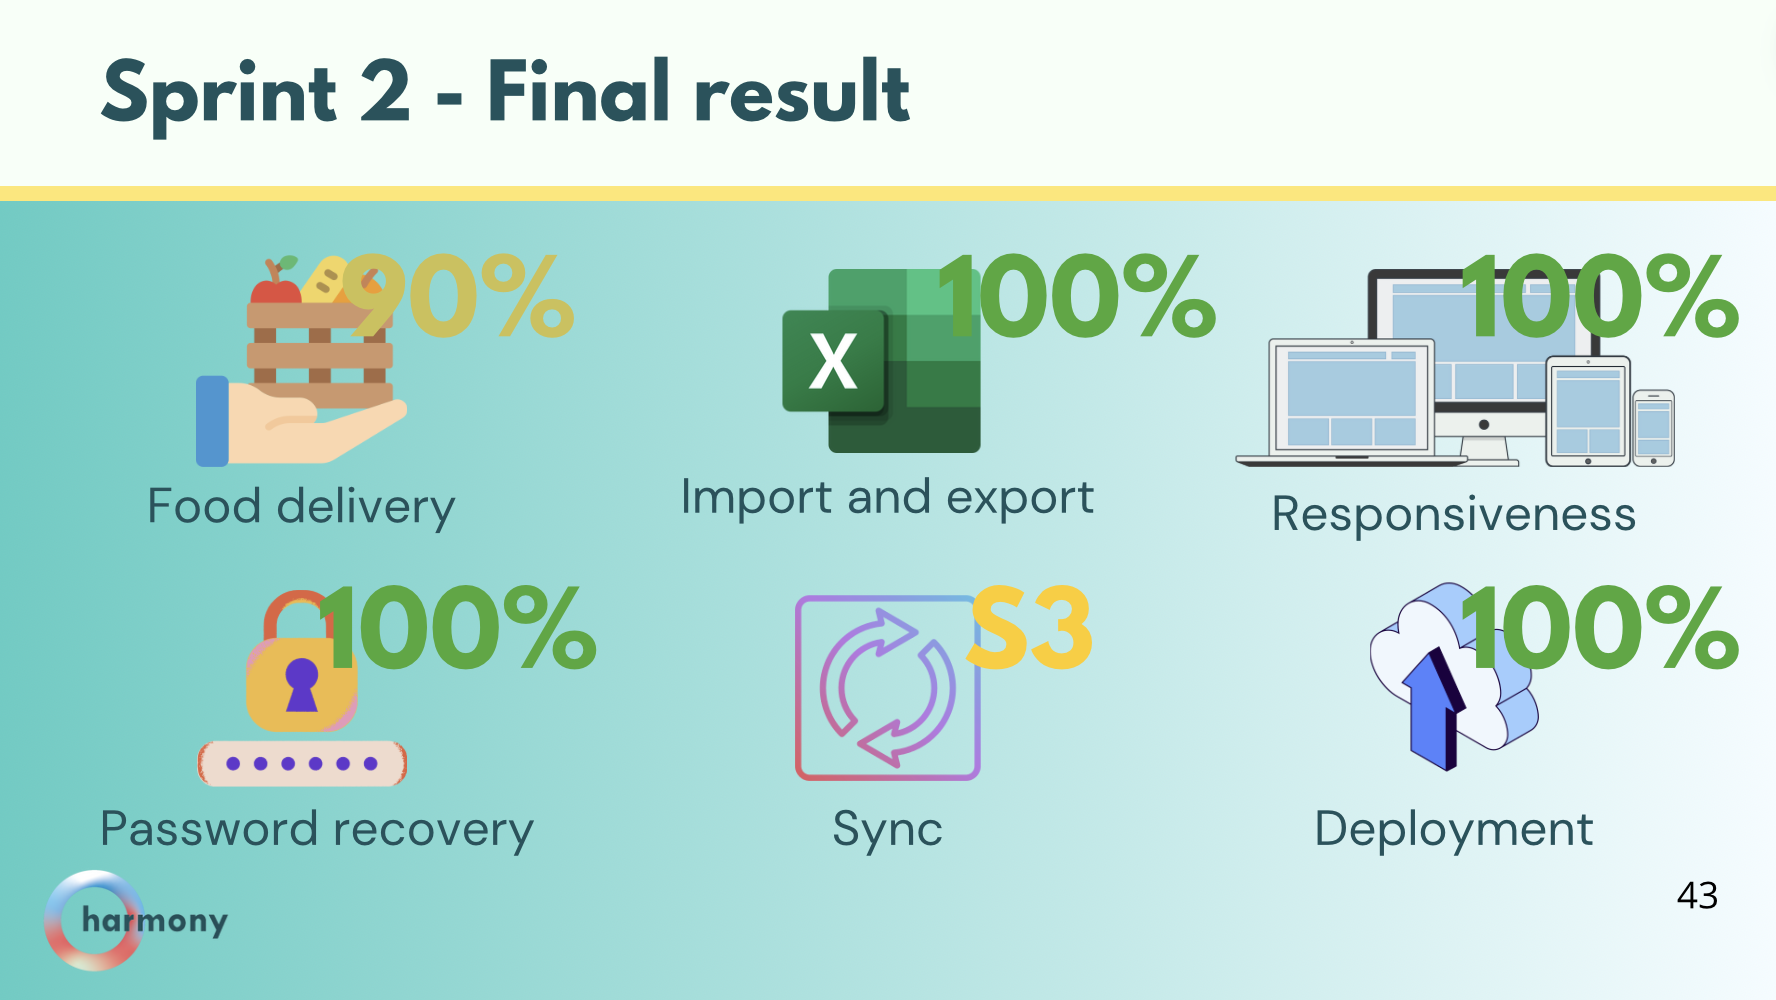 Sprint 2 - Final result
90%
100%
100%
X
Food delivery
Import and export
Responsiveness
100%
S3
100%
Password recovery
Sync
Deployment
harmony
43